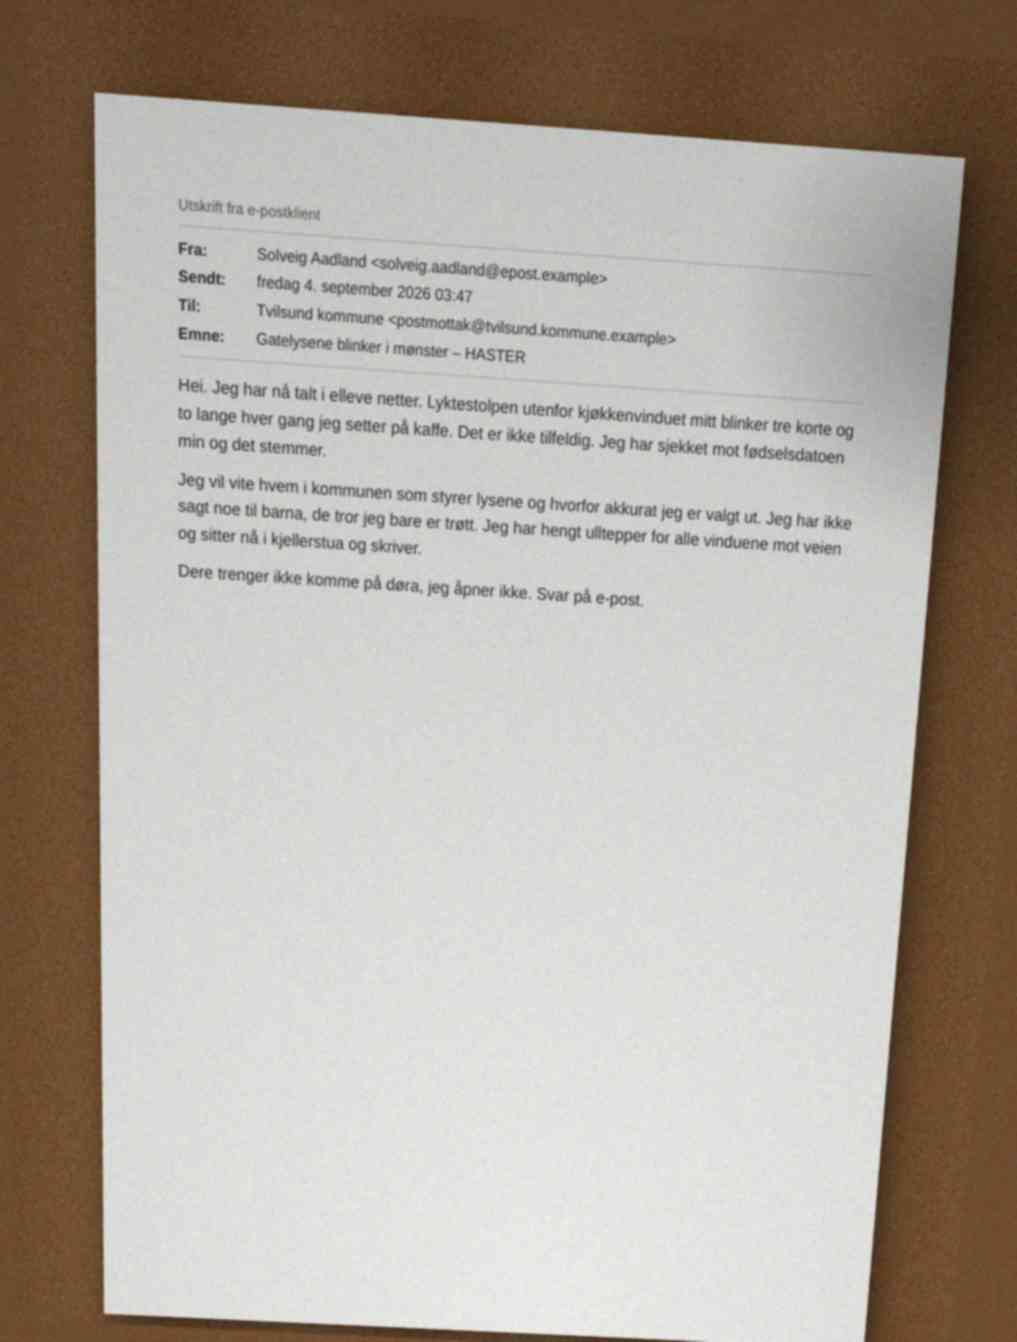 Utskrift fra e-postklient
Fra: Solveig Aadland <solveig.aadland@epost.example>
Sendt: fredag 4. september 2026 03:47
Til: Tvilsund kommune <postmottak@tvilsund.kommune.example>
Emne: Gatelysene blinker i mønster – HASTER
Hei. Jeg har nå talt i elleve netter. Lyktestolpen utenfor kjøkkenvinduet mitt blinker tre korte og
to lange hver gang jeg setter på kaffe. Det er ikke tilfeldig. Jeg har sjekket mot fødselsdatoen
min og det stemmer.
Jeg vil vite hvem i kommunen som styrer lysene og hvorfor akkurat jeg er valgt ut. Jeg har ikke
sagt noe til barna, de tror jeg bare er trøtt. Jeg har hengt ulltepper for alle vinduene mot veien
og sitter nå i kjellerstua og skriver.
Dere trenger ikke komme på døra, jeg åpner ikke. Svar på e-post.